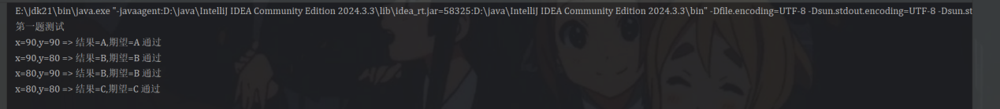 E:\jdk21\bin\java.exe "-javaagent:D:\java\IntelliJ IDEA Community Edition 2024.3.3\lib\idea_rt.jar=58325:D:\java\IntelliJ IDEA Community Edition 2024.3.3\bin" -Dfile.encoding=UTF-8 -Dsun.stdout.encoding=UTF-8 -Dsun.st
第一题测试
x=90,y=90 => 结果=A,期望=A 通过
x=90,y=80 => 结果=B,期望=B 通过
x=80,y=90 => 结果=B,期望=B 通过
x=80,y=80 => 结果=C,期望=C 通过